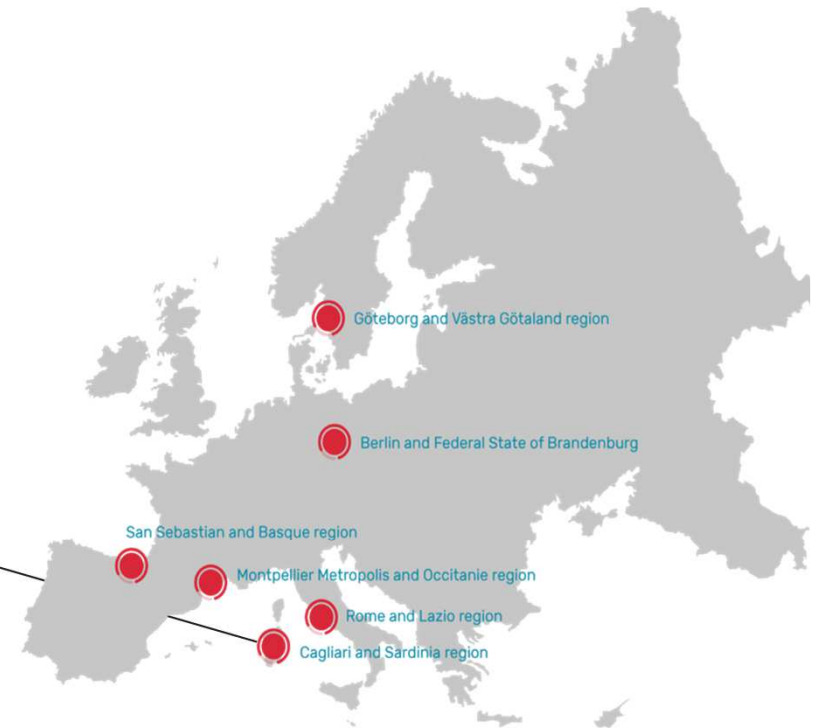 Göteborg and Västra Götaland region
Berlin and Federal State of Brandenburg
San Sebastian and Basque region
Montpellier Metropolis and Occitanie region
Rome and Lazio region
Cagliari and Sardinia region